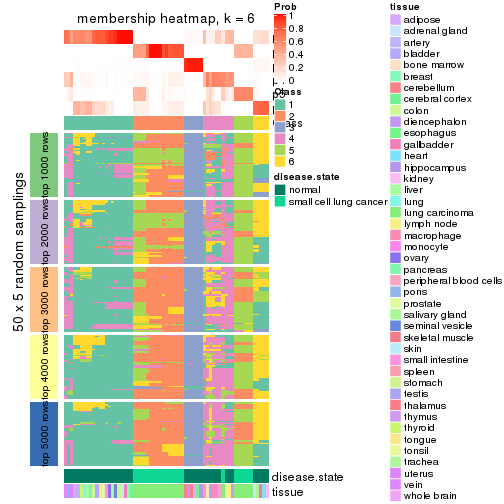 membership heatmap, k = 6
50 x 5 random samplings
top 1000 rows
top 2000 rows
top 3000 rows
top 4000 rows
top 5000 rows
disease.state
tissue
Prob
1
0.8
0.6
0.4
0.2
0
Class
1
2
3
4
5
6
disease.state
normal
small cell lung cancer
tissue
adipose
adrenal gland
artery
bladder
bone marrow
breast
cerebellum
cerebral cortex
colon
diencephalon
esophagus
gallbadder
heart
hippocampus
kidney
liver
lung
lung carcinoma
lymph node
macrophage
monocyte
ovary
pancreas
peripheral blood cells
pons
prostate
salivary gland
seminal vesicle
skeletal muscle
skin
small intestine
spleen
stomach
testis
thalamus
thymus
thyroid
tongue
tonsil
trachea
uterus
vein
whole brain